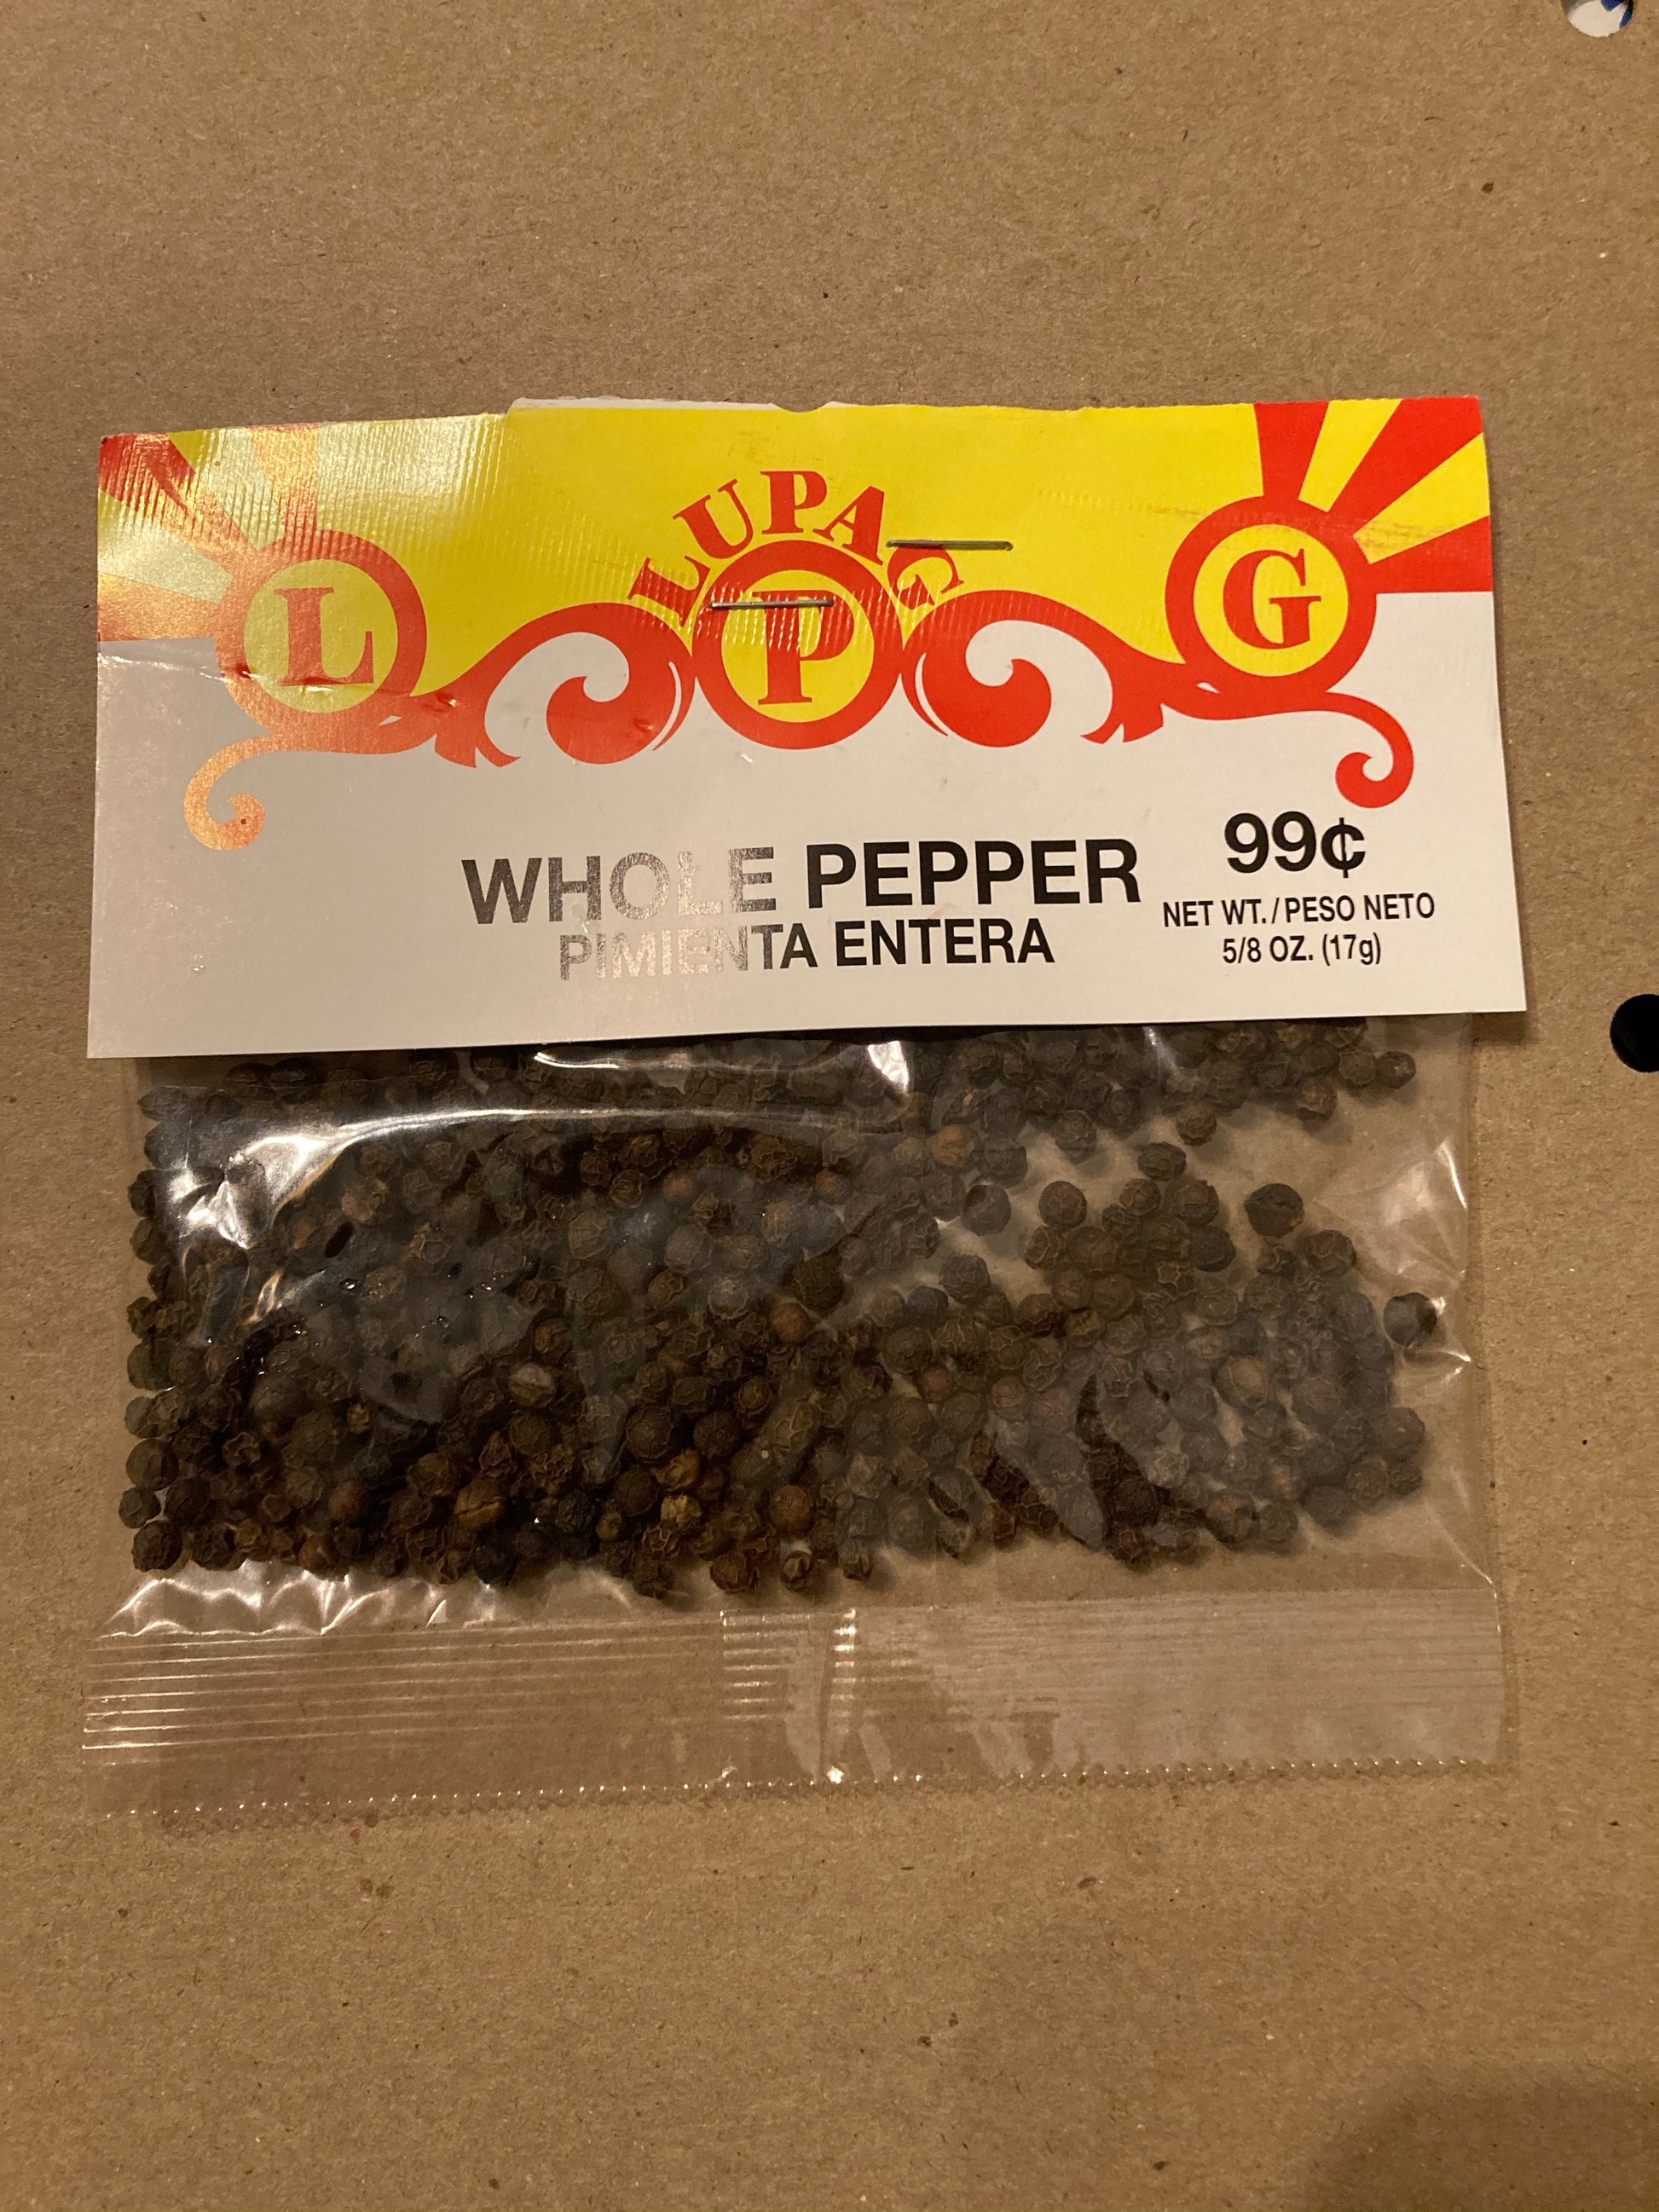 LUPAG
L P G
WHOLE PEPPER
PIMIENTA ENTERA
99¢
NET WT./PESO NETO
5/8 OZ. (17g)